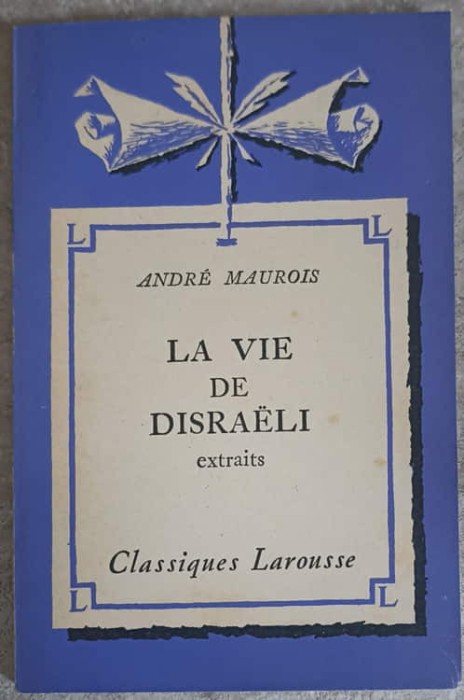 L L
ANDRÉ MAUROIS
LA VIE
DE
DISRAËLI
extraits
Classiques Larousse
L L